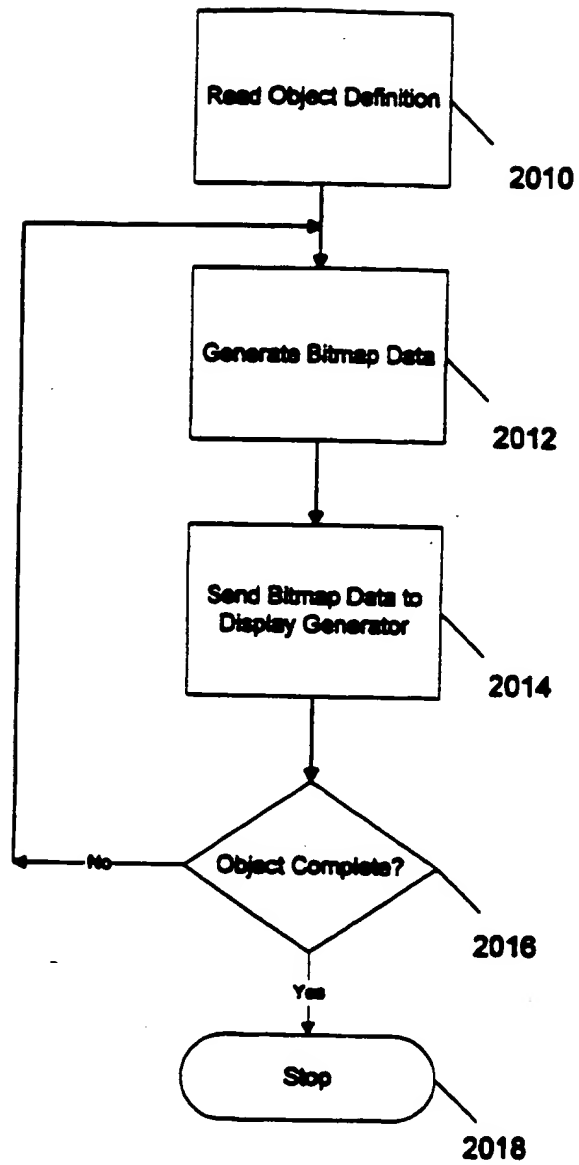 Read Object Definition
2010
Generate Bitmap Data
2012
Send Bitmap Data to
Display Generator
2014
Object Complete?
No
2016
Yes
Stop
2018